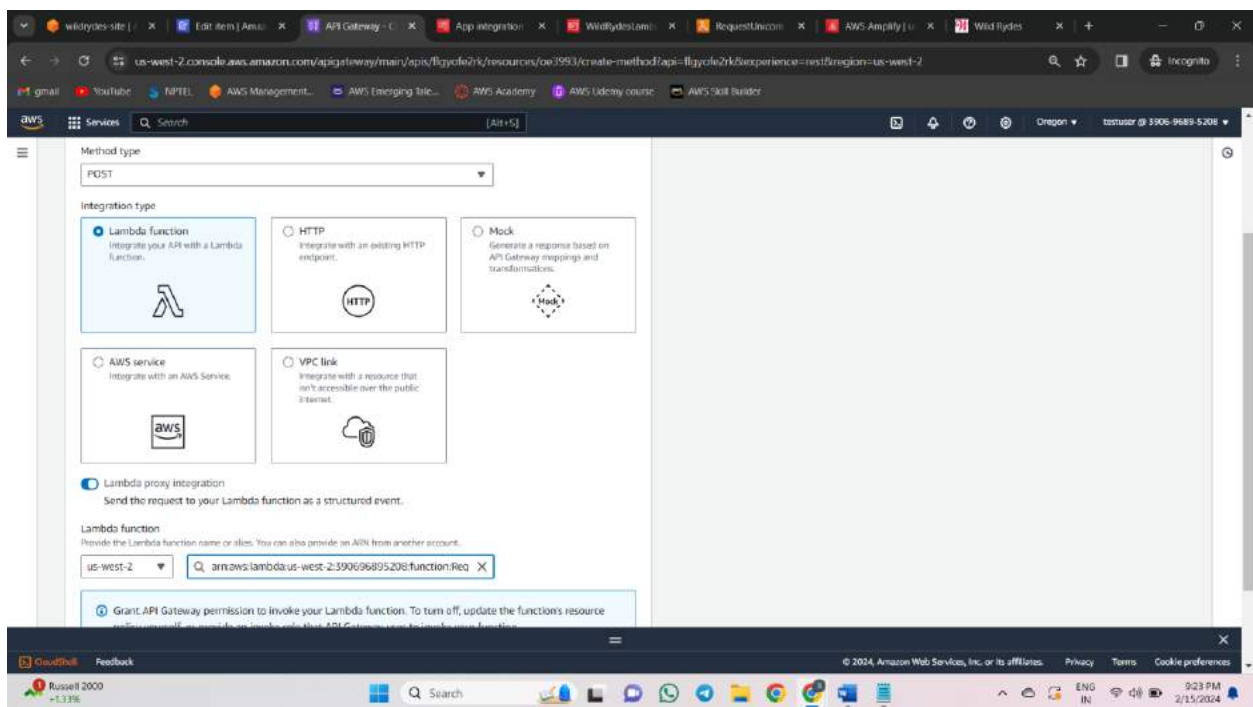 wildrydes-site | /
Edit item | Amaz
API Gateway - C
App integration
WildRydesLamb
RequestUnicorn
AWS Amplify | u
Wild Rydes
us-west-2.console.aws.amazon.com/apigateway/main/apis/flgyofe2rk/resources/oe3993/create-method?api=flgyofe2rk&experience=rest&region=us-west-2
Incognito
gmail
YouTube
NPTEL
AWS Management...
AWS Emerging Tale...
AWS Academy
AWS Udemy course
AWS Skill Builder
aws
Services
Search
[Alt+S]
Oregon
testuser @ 3906-9689-5208
Method type
POST
Integration type
Lambda function
Integrate your API with a Lambda
function.
HTTP
Integrate with an existing HTTP
endpoint.
HTTP
Mock
Generate a response based on
API Gateway mappings and
transformations.
Mock
AWS service
Integrate with an AWS Service.
aws
VPC link
Integrate with a resource that
isn't accessible over the public
internet.
Lambda proxy integration
Send the request to your Lambda function as a structured event.
Lambda function
Provide the Lambda function name or alias. You can also provide an ARN from another account.
us-west-2
arn:aws:lambda:us-west-2:390696895208:function:Req
Grant API Gateway permission to invoke your Lambda function. To turn off, update the function's resource
CloudShell
Feedback
© 2024, Amazon Web Services, Inc. or its affiliates.
Privacy
Terms
Cookie preferences
Russell 2000
+1.13%
Search
ENG
IN
9:23 PM
2/15/2024